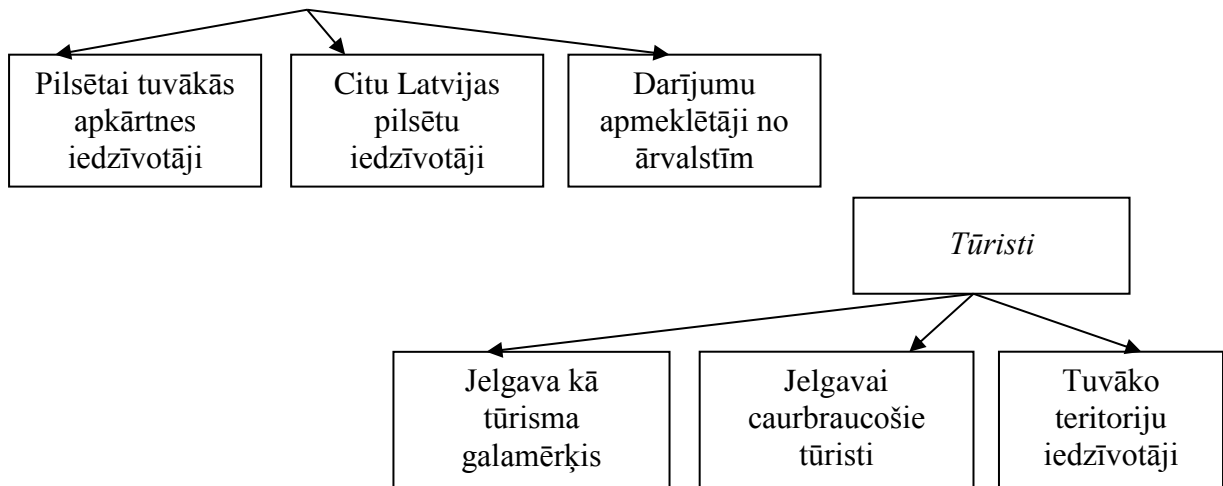 Pilsētai tuvākās
apkārtnes
iedzīvotāji
Citu Latvijas
pilsētu
iedzīvotāji
Darījumu
apmeklētāji no
ārvalstīm
Tūristi
Jelgava kā
tūrisma
galamērķis
Jelgavai
caurbraucošie
tūristi
Tuvāko
teritoriju
iedzīvotāji